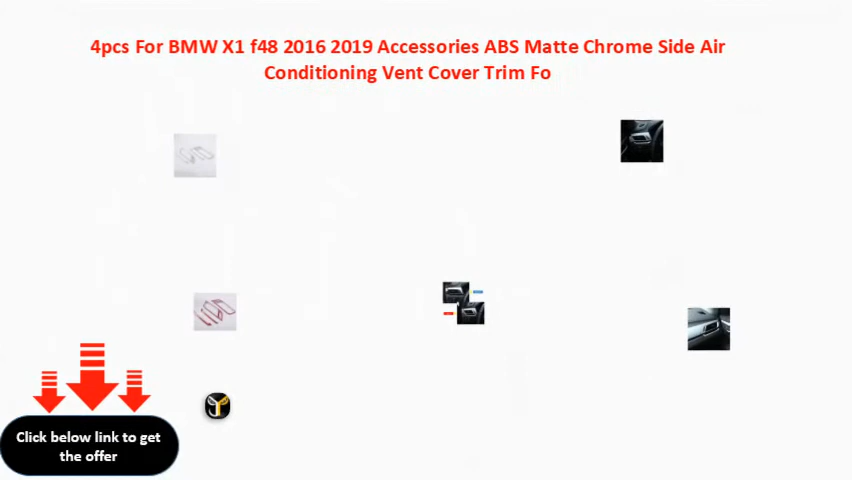 4pcs For BMW X1 f48 2016 2019 Accessories ABS Matte Chrome Side Air
Conditioning Vent Cover Trim Fo
Click below link to get
the offer